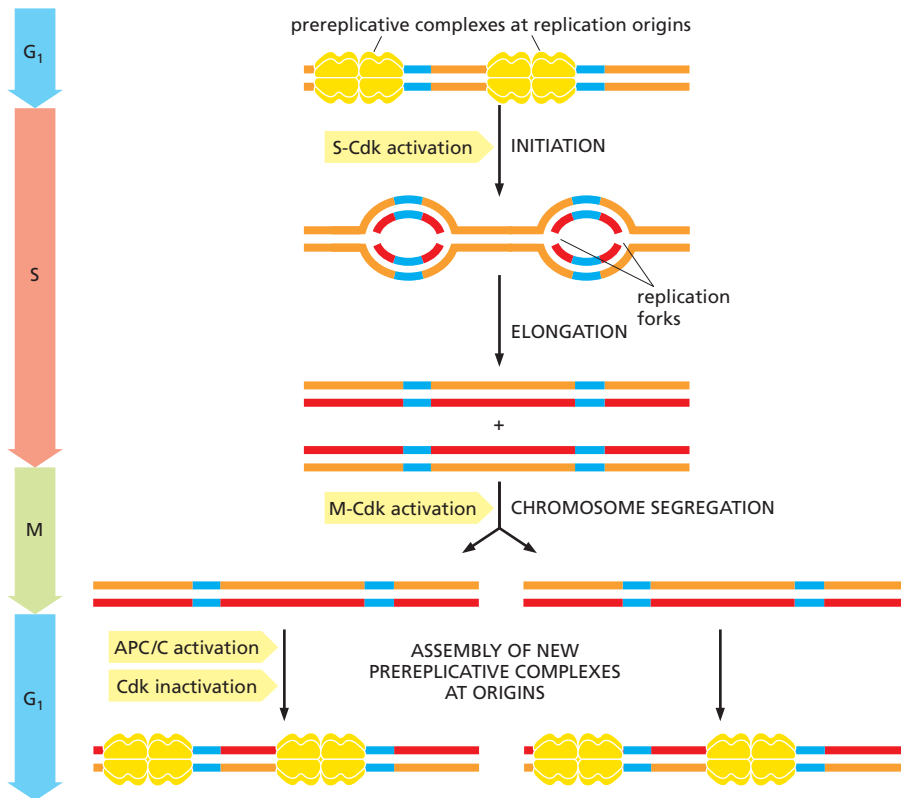 prereplicative complexes at replication origins
G1
S-Cdk activation
INITIATION
S
replication
forks
ELONGATION
+
M-Cdk activation
CHROMOSOME SEGREGATION
M
APC/C activation
ASSEMBLY OF NEW
PREREPLICATIVE COMPLEXES
AT ORIGINS
Cdk inactivation
G1